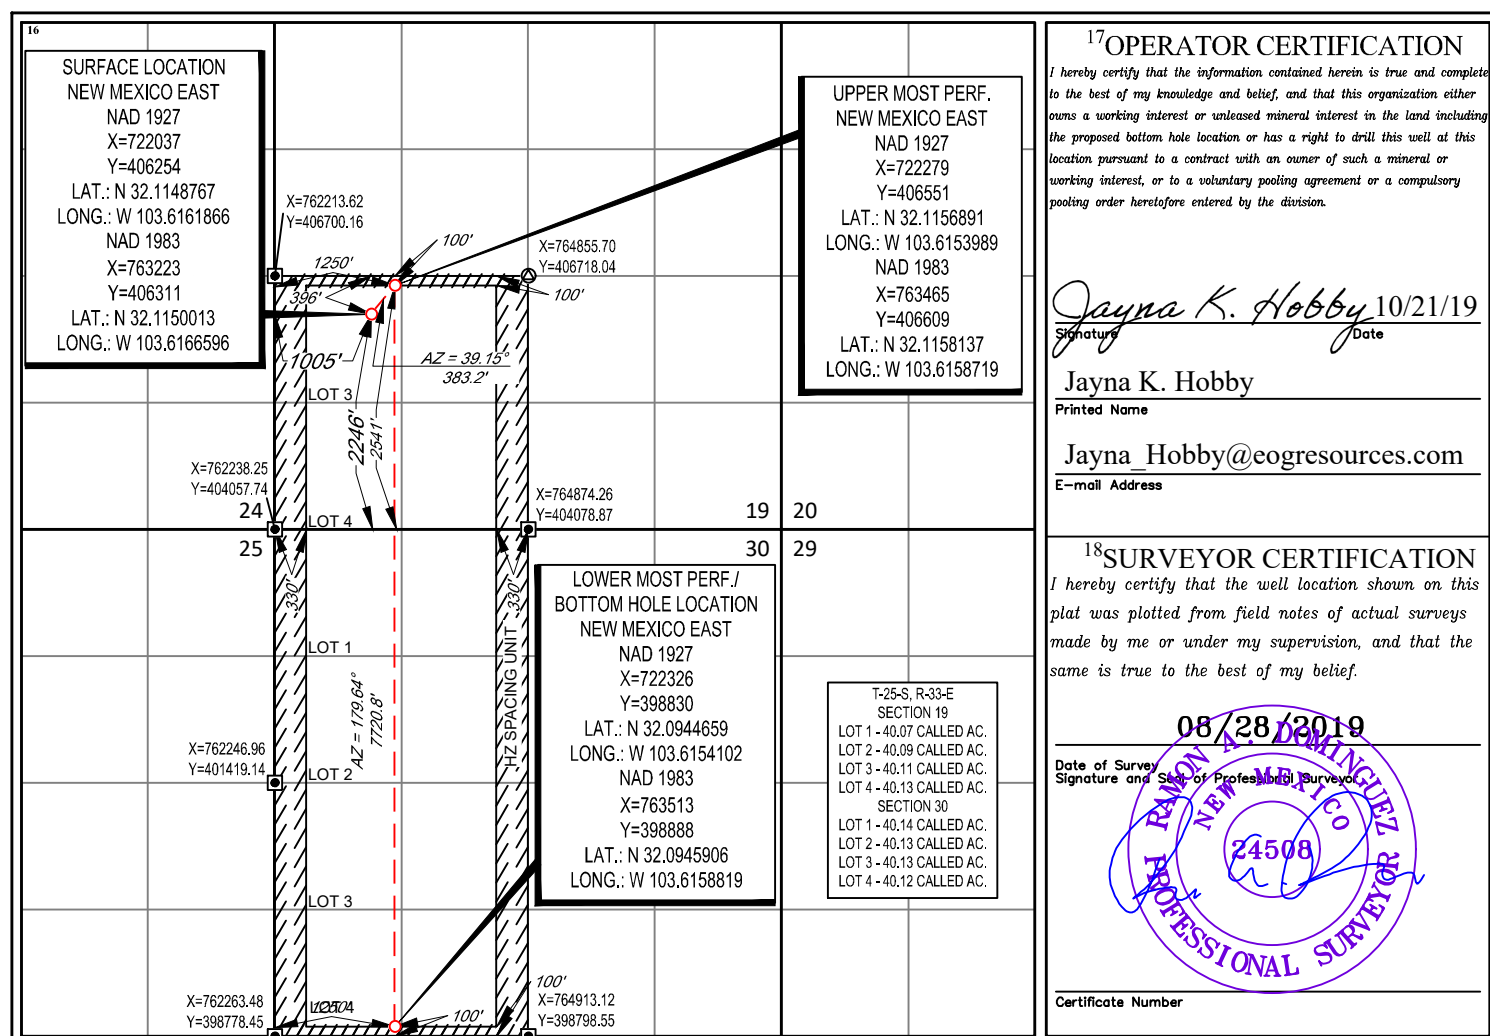 16
SURFACE LOCATION
NEW MEXICO EAST
NAD 1927
X=722037
Y=406254
LAT.: N 32.1148767
LONG.: W 103.6161866
NAD 1983
X=763223
Y=406311
LAT.: N 32.1150013
LONG.: W 103.6166596
UPPER MOST PERF.
NEW MEXICO EAST
NAD 1927
X=722279
Y=406551
LAT.: N 32.1156891
LONG.: W 103.6153989
NAD 1983
X=763465
Y=406609
LAT.: N 32.1158137
LONG.: W 103.6158719
X=762213.62
Y=406700.16
100'
X=764855.70
Y=406718.04
1250'
396'
100'
1005'
AZ = 39.15°
383.2'
LOT 3
2246'
2541'
X=762238.25
Y=404057.74
X=764874.26
Y=404078.87
24
LOT 4
19
20
25
30
29
330'
330'
LOWER MOST PERF./
BOTTOM HOLE LOCATION
NEW MEXICO EAST
NAD 1927
X=722326
Y=398830
LAT.: N 32.0944659
LONG.: W 103.6154102
NAD 1983
X=763513
Y=398888
LAT.: N 32.0945906
LONG.: W 103.6158819
LOT 1
HZ SPACING UNIT
AZ = 179.64°
7720.8'
X=762246.96
Y=401419.14
LOT 2
T-25-S, R-33-E
SECTION 19
LOT 1 - 40.07 CALLED AC.
LOT 2 - 40.09 CALLED AC.
LOT 3 - 40.11 CALLED AC.
LOT 4 - 40.13 CALLED AC.
SECTION 30
LOT 1 - 40.14 CALLED AC.
LOT 2 - 40.13 CALLED AC.
LOT 3 - 40.13 CALLED AC.
LOT 4 - 40.12 CALLED AC.
LOT 3
X=762263.48
Y=398778.45
LOT 4
1250'
100'
100'
X=764913.12
Y=398798.55
17OPERATOR CERTIFICATION
I hereby certify that the information contained herein is true and complete
to the best of my knowledge and belief, and that this organization either
owns a working interest or unleased mineral interest in the land including
the proposed bottom hole location or has a right to drill this well at this
location pursuant to a contract with an owner of such a mineral or
working interest, or to a voluntary pooling agreement or a compulsory
pooling order heretofore entered by the division.
Jayna K. Hobby 10/21/19
Signature Date
Jayna K. Hobby
Printed Name
Jayna_Hobby@eogresources.com
E-mail Address
18SURVEYOR CERTIFICATION
I hereby certify that the well location shown on this
plat was plotted from field notes of actual surveys
made by me or under my supervision, and that the
same is true to the best of my belief.
08/28/2019
Date of Survey
Signature and Seal of Professional Surveyor
RAMON A. DOMINGUEZ
NEW MEXICO
24508
PROFESSIONAL SURVEYOR
Certificate Number